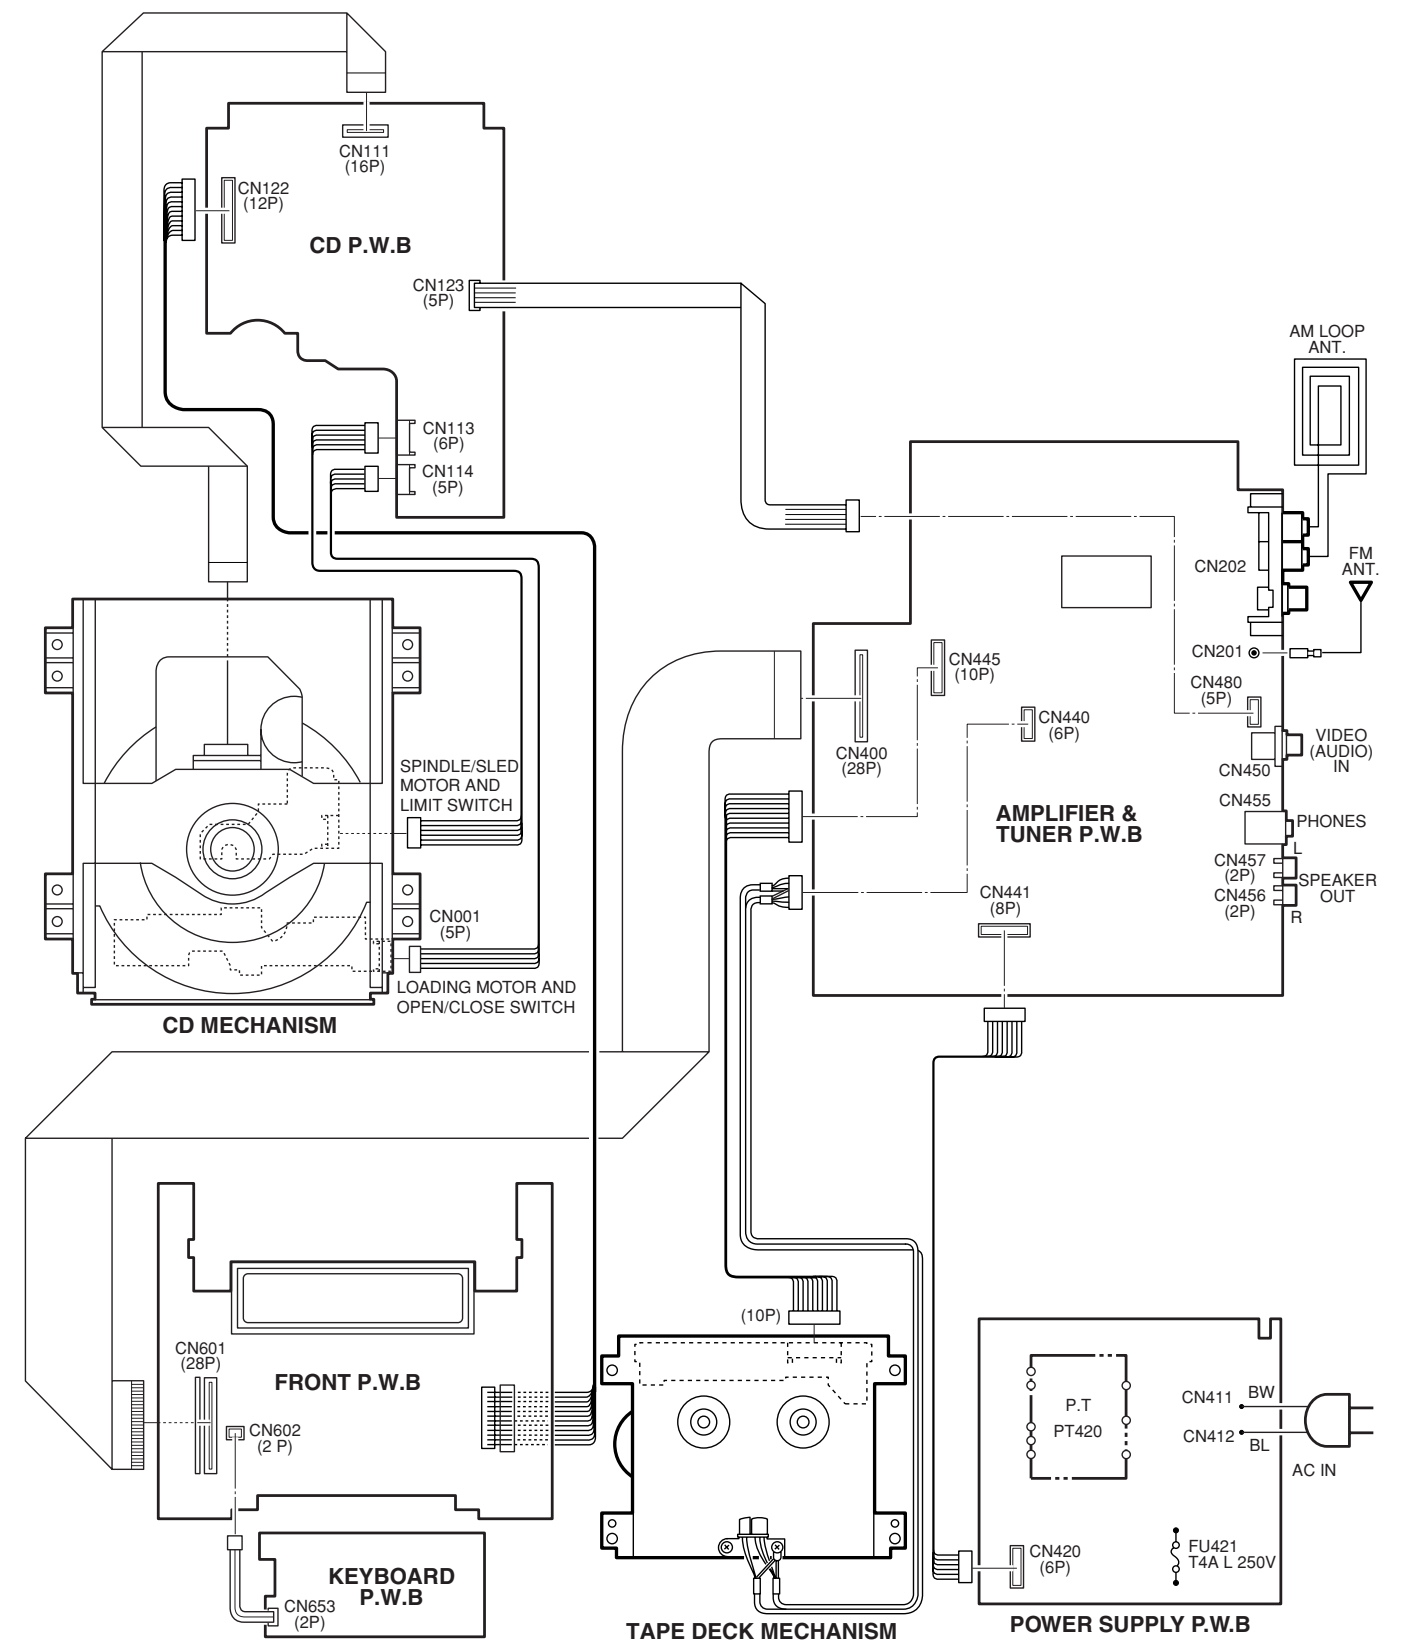 CN111
(16P)
CN122
(12P)
CD P.W.B
CN123
(5P)
AM LOOP
ANT.
CN113
(6P)
CN114
(5P)
FM
ANT.
CN202
CN201
CN445
(10P)
CN480
(5P)
CN440
(6P)
CN400
(28P)
VIDEO
(AUDIO)
IN
CN450
SPINDLE/SLED
MOTOR AND
LIMIT SWITCH
AMPLIFIER &
TUNER P.W.B
CN455
PHONES
L
CN457
(2P)
SPEAKER
OUT
CN456
(2P)
R
CN441
(8P)
CN001
(5P)
LOADING MOTOR AND
OPEN/CLOSE SWITCH
CD MECHANISM
(10P)
CN601
(28P)
FRONT P.W.B
CN602
(2 P)
P.T
PT420
CN411
BW
CN412
BL
AC IN
FU421
T4A L 250V
CN420
(6P)
KEYBOARD
P.W.B
CN653
(2P)
TAPE DECK MECHANISM
POWER SUPPLY P.W.B